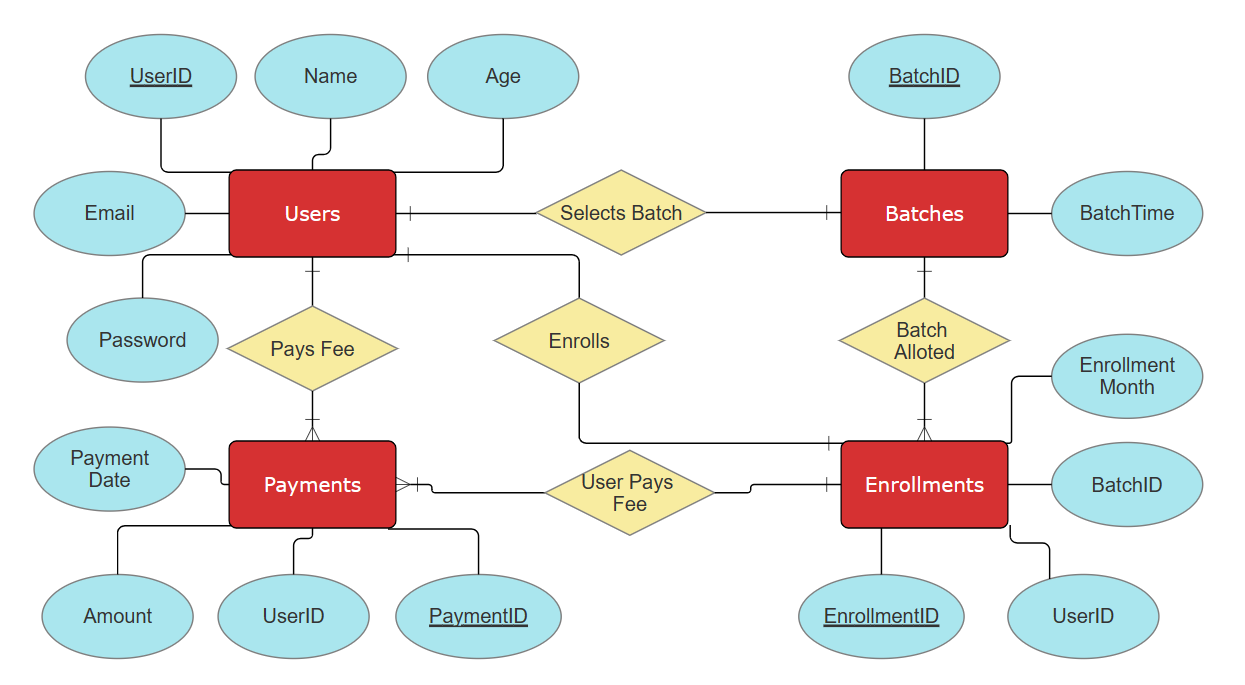 UserID
Name
Age
BatchID
Email
Users
Selects Batch
Batches
BatchTime
Password
Pays Fee
Enrolls
Batch
Alloted
Enrollment
Month
Payment
Date
Payments
User Pays
Fee
Enrollments
BatchID
Amount
UserID
PaymentID
EnrollmentID
UserID